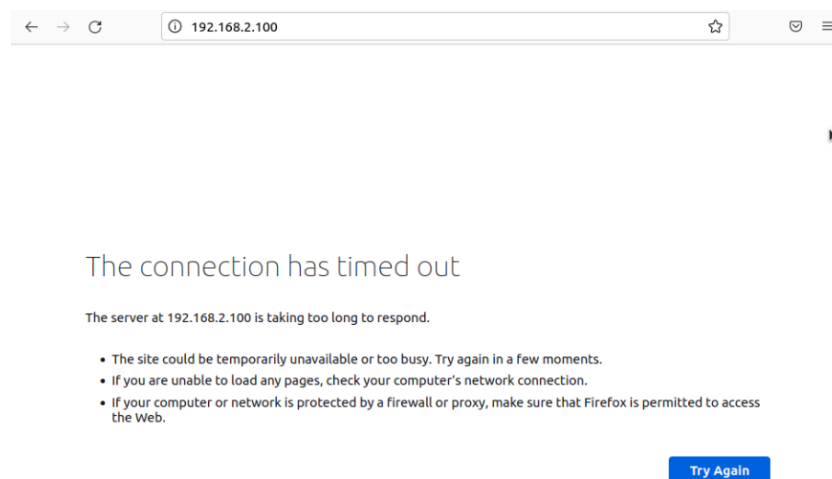 192.168.2.100
The connection has timed out
The server at 192.168.2.100 is taking too long to respond.
• The site could be temporarily unavailable or too busy. Try again in a few moments.
• If you are unable to load any pages, check your computer's network connection.
• If your computer or network is protected by a firewall or proxy, make sure that Firefox is permitted to access
the Web.
Try Again